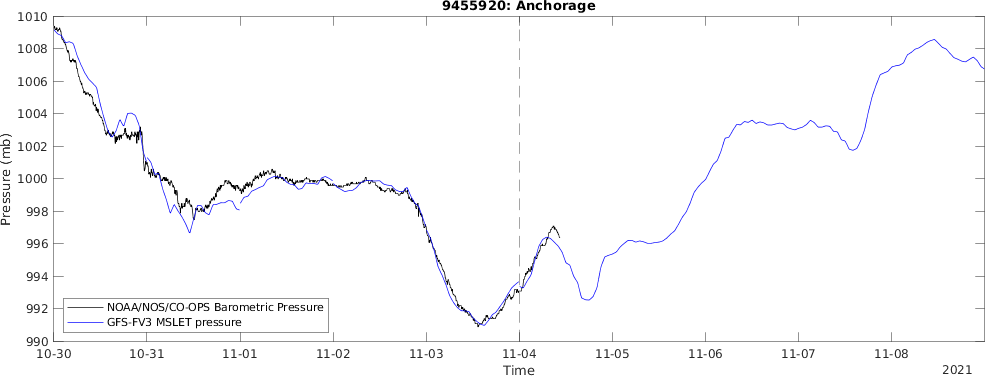 9455920: Anchorage
1010
1008
1006
1004
1002
1000
998
996
994
992
990
Pressure (mb)
NOAA/NOS/CO-OPS Barometric Pressure
GFS-FV3 MSLET pressure
10-30 10-31 11-01 11-02 11-03 11-04 11-05 11-06 11-07 11-08
Time
2021